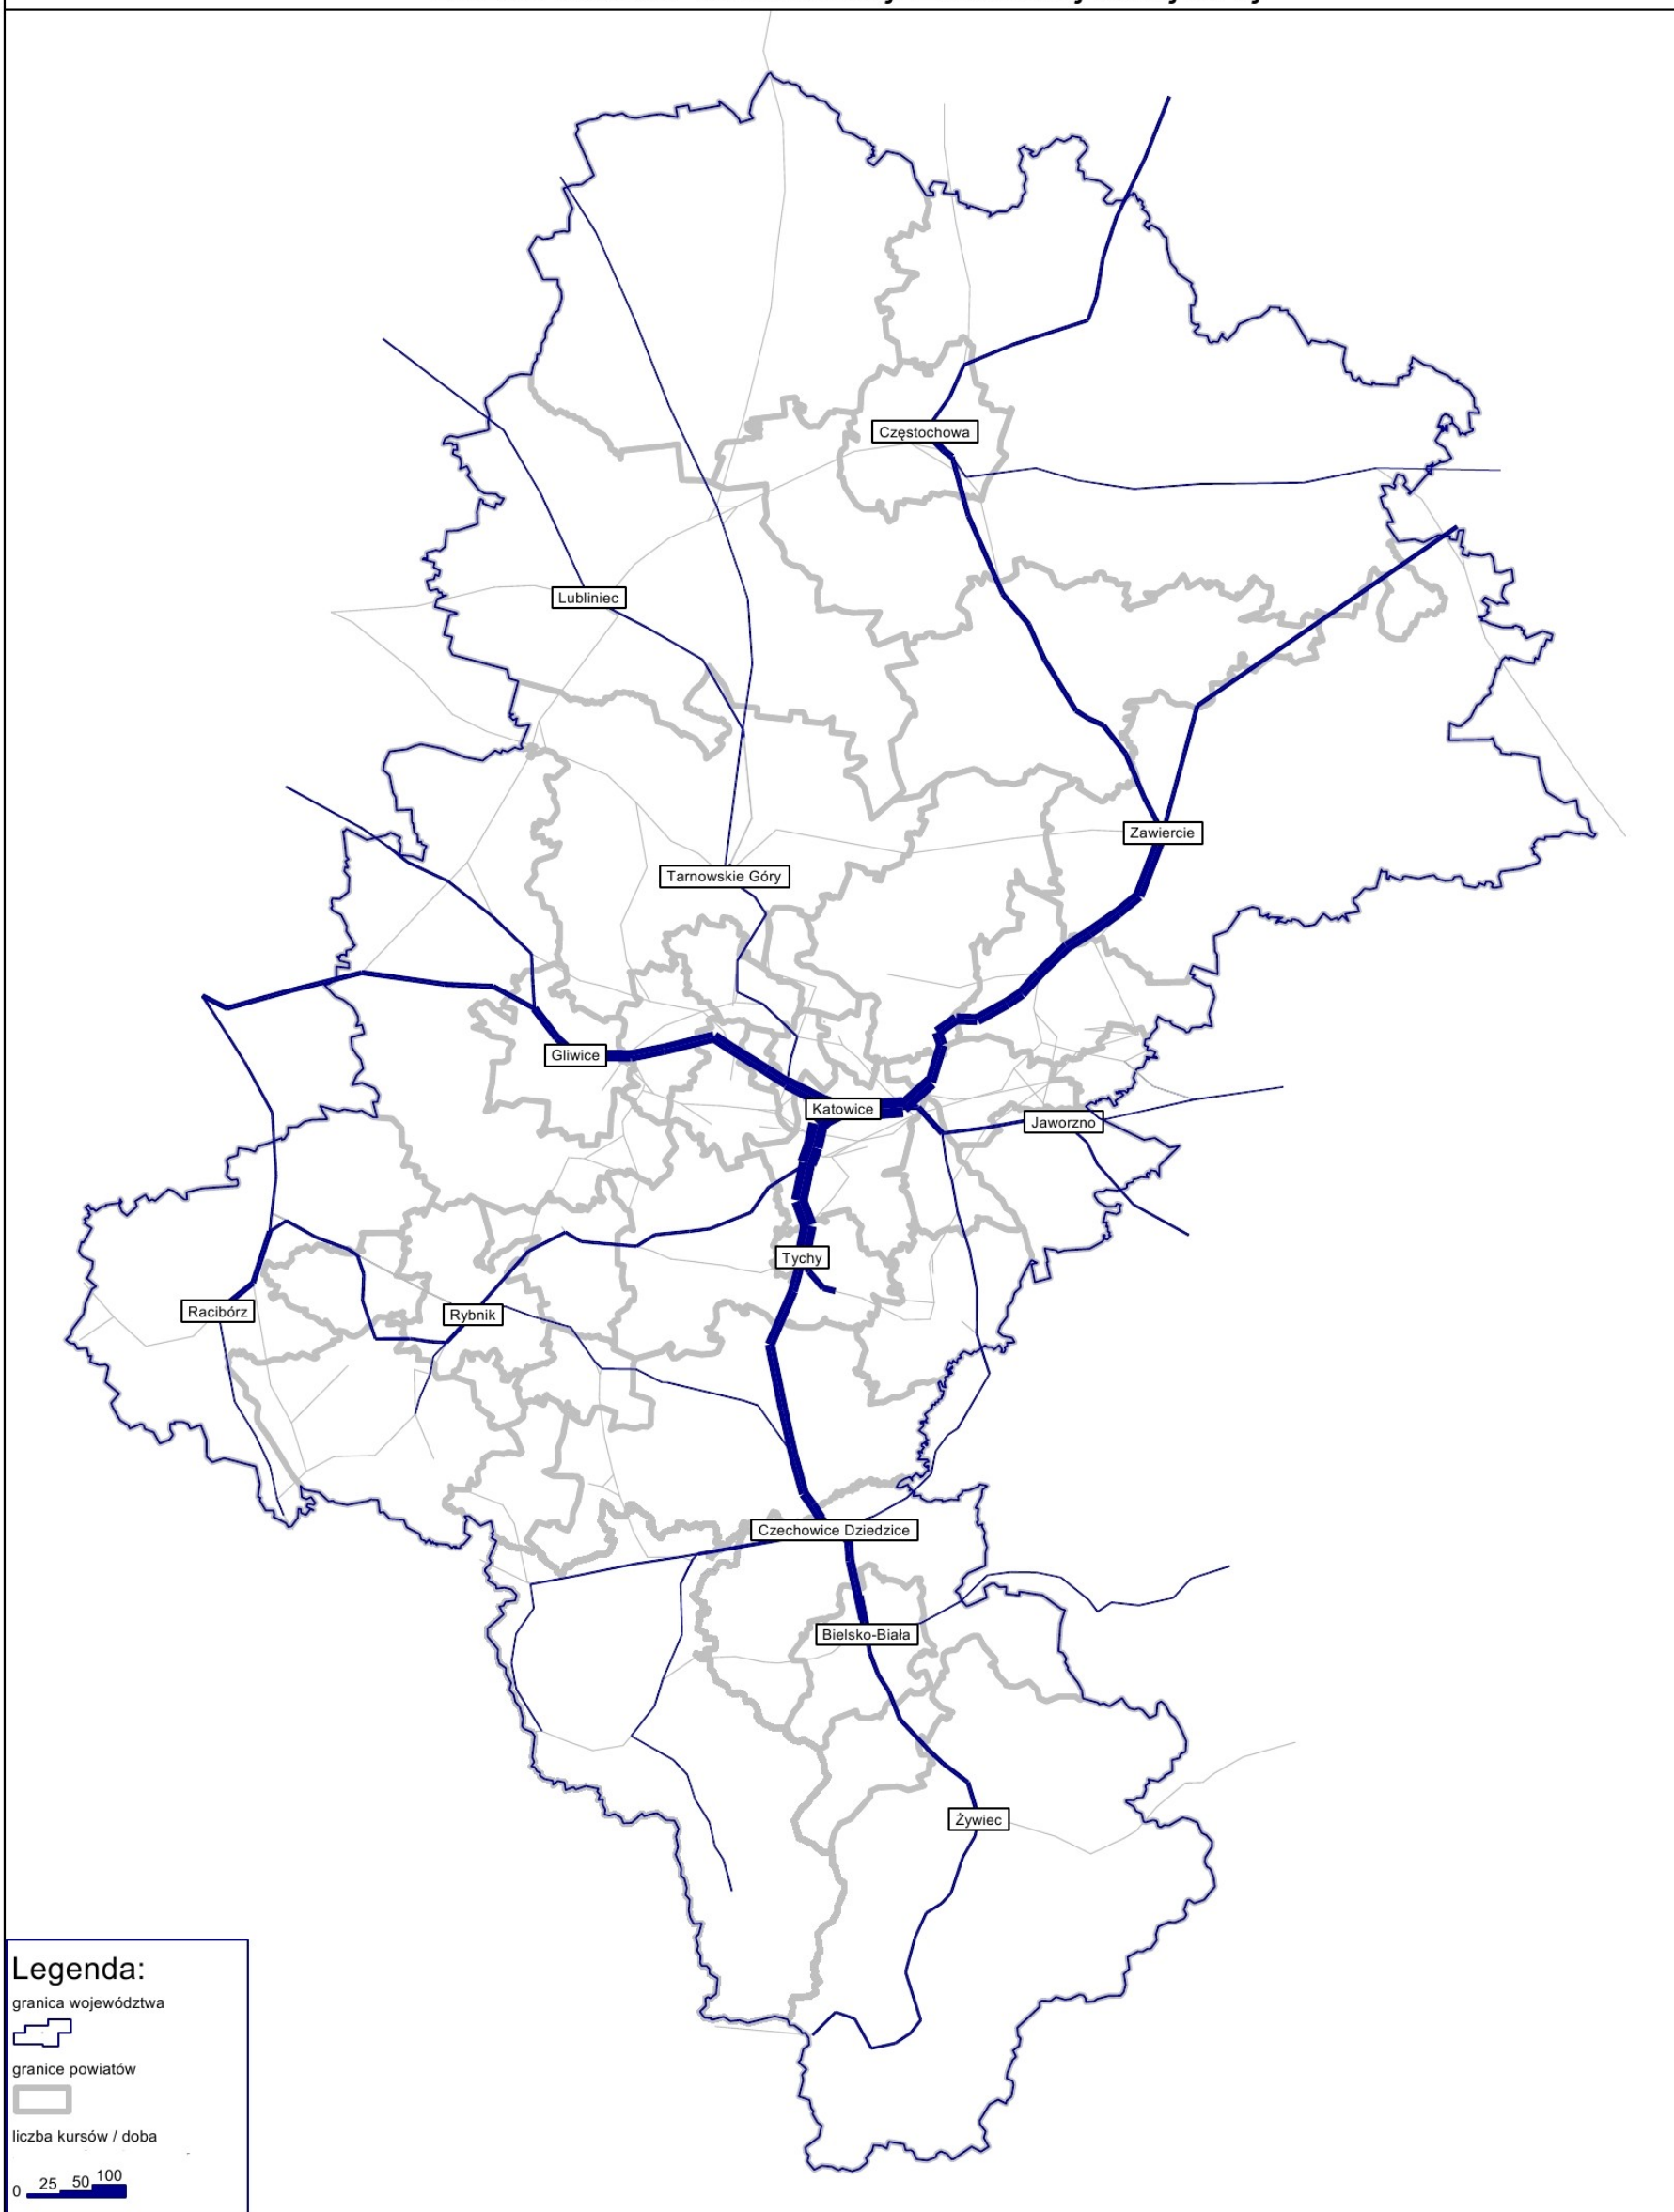 Częstochowa
Lubliniec
Zawiercie
Tarnowskie Góry
Gliwice
Katowice
Jaworzno
Tychy
Racibórz
Rybnik
Czechowice Dziedzice
Bielsko-Biała
Żywiec
Legenda:
granica województwa
granice powiatów
liczba kursów / doba
0 25 50 100